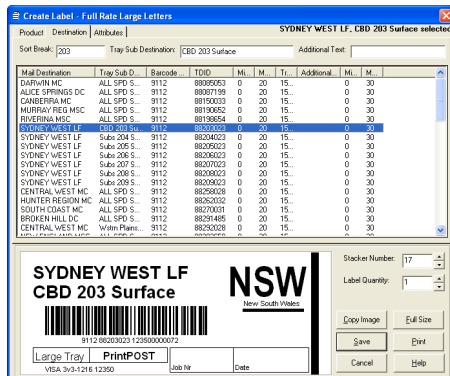 Create Label - Full Rate Large Letters
Product Destination Attributes
SYDNEY WEST LF, CBD 203 Surface selected
Sort Break: 203 Tray Sub Destination: CBD 203 Surface Additional Text:
Mail Destination Tray Sub D... Barcode ... TDID Mi... M... Tr... Additional... Mi... M...
DARWIN MC ALL SPD S... 9112 88085053 0 20 15... 0 30
ALICE SPRINGS DC ALL SPD S... 9112 88087199 0 20 15... 0 30
CANBERRA MC ALL SPD S... 9112 88150033 0 20 15... 0 30
MURRAY REG MSC ALL SPD S... 9112 88190652 0 20 15... 0 30
RIVERINA MSC ALL SPD S... 9112 88198654 0 20 15... 0 30
SYDNEY WEST LF CBD 203 Su... 9112 88203023 0 20 15... 0 30
SYDNEY WEST LF Subs 204 S... 9112 88204023 0 20 15... 0 30
SYDNEY WEST LF Subs 205 S... 9112 88205023 0 20 15... 0 30
SYDNEY WEST LF Subs 206 S... 9112 88206023 0 20 15... 0 30
SYDNEY WEST LF Subs 207 S... 9112 88207023 0 20 15... 0 30
SYDNEY WEST LF Subs 208 S... 9112 88208023 0 20 15... 0 30
SYDNEY WEST LF Subs 209 S... 9112 88209023 0 20 15... 0 30
CENTRAL WEST MC ALL SPD S... 9112 88258028 0 20 15... 0 30
HUNTER REGION MC ALL SPD S... 9112 88262032 0 20 15... 0 30
SOUTH COAST MC ALL SPD S... 9112 88270031 0 20 15... 0 30
BROKEN HILL DC ALL SPD S... 9112 88291485 0 20 15... 0 30
CENTRAL WEST MC Wstrn Plains... 9112 88292028 0 20 15... 0 30
SYDNEY WEST LF
CBD 203 Surface
NSW
New South Wales
9112 88203023 123500000072
Large Tray PrintPOST
VISA 3v3-1216 12350 Job Nr Date
Stacker Number: 17
Label Quantity: 1
Copy Image Full Size
Save Print
Cancel Help